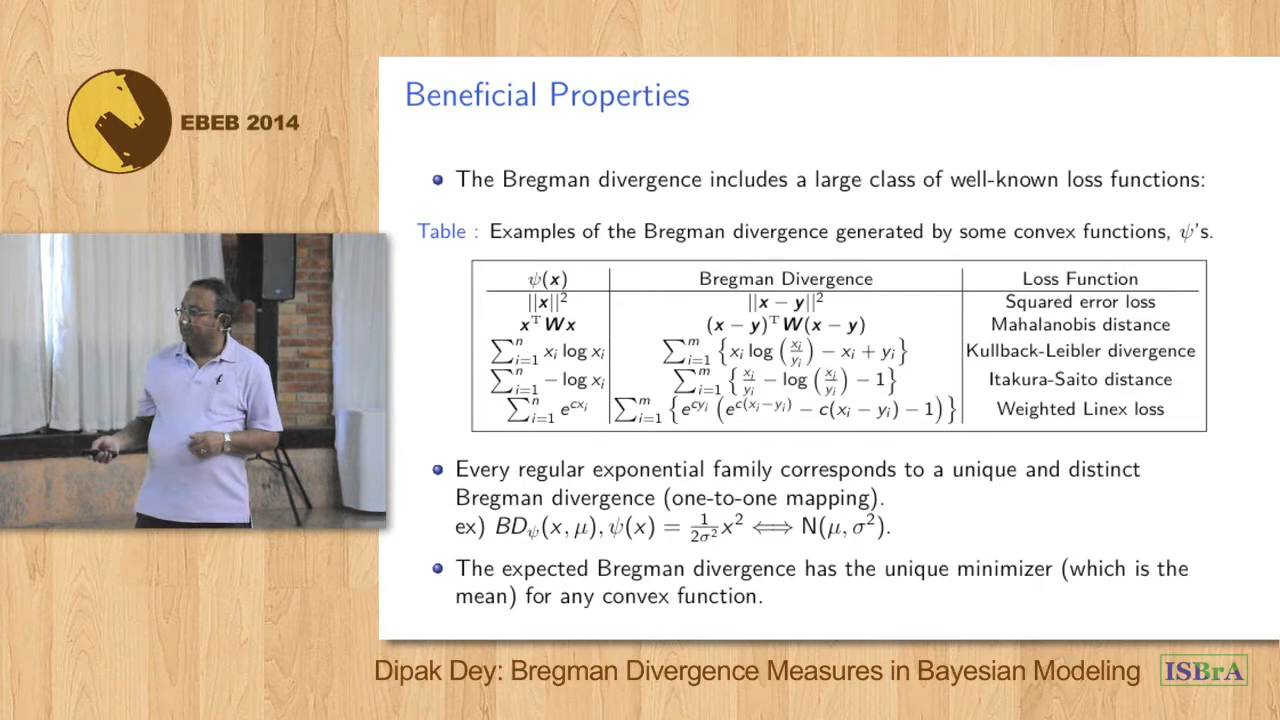 EBEB 2014
Beneficial Properties
The Bregman divergence includes a large class of well-known loss functions:
Table : Examples of the Bregman divergence generated by some convex functions, ψ's.
ψ(x) Bregman Divergence Loss Function
||x||² ||x − y||² Squared error loss
xᵀWx (x − y)ᵀW(x − y) Mahalanobis distance
∑ⁿᵢ₌₁ xᵢ log xᵢ ∑ᵐᵢ₌₁ {xᵢ log (xᵢ/yᵢ) − xᵢ + yᵢ} Kullback-Leibler divergence
∑ⁿᵢ₌₁ − log xᵢ ∑ᵐᵢ₌₁ {xᵢ/yᵢ − log (xᵢ/yᵢ) − 1} Itakura-Saito distance
∑ⁿᵢ₌₁ e^{cxᵢ} ∑ᵐᵢ₌₁ {e^{cyᵢ} (e^{c(xᵢ−yᵢ)} − c(xᵢ − yᵢ) − 1)} Weighted Linex loss
Every regular exponential family corresponds to a unique and distinct
Bregman divergence (one-to-one mapping).
ex) BD_ψ(x, μ), ψ(x) = 1/2σ² x² ⟺ N(μ, σ²).
The expected Bregman divergence has the unique minimizer (which is the
mean) for any convex function.
Dipak Dey: Bregman Divergence Measures in Bayesian Modeling
ISBrA